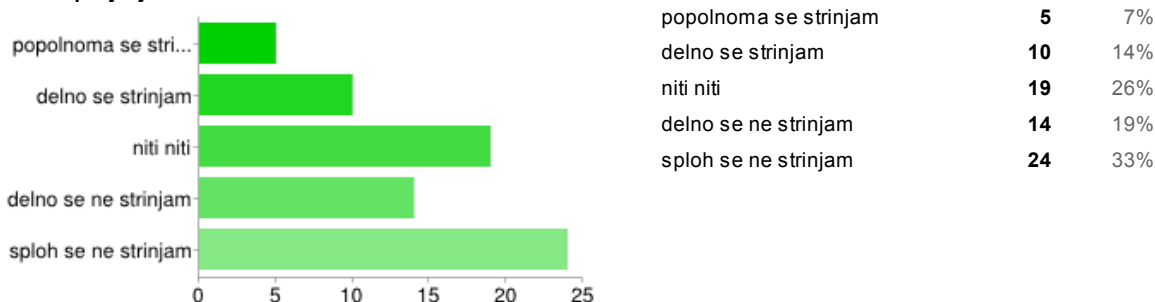 popolnoma se stri...
delno se strinjam
niti niti
delno se ne strinjam
sploh se ne strinjam
0 5 10 15 20 25
popolnoma se strinjam 5 7%
delno se strinjam 10 14%
niti niti 19 26%
delno se ne strinjam 14 19%
sploh se ne strinjam 24 33%